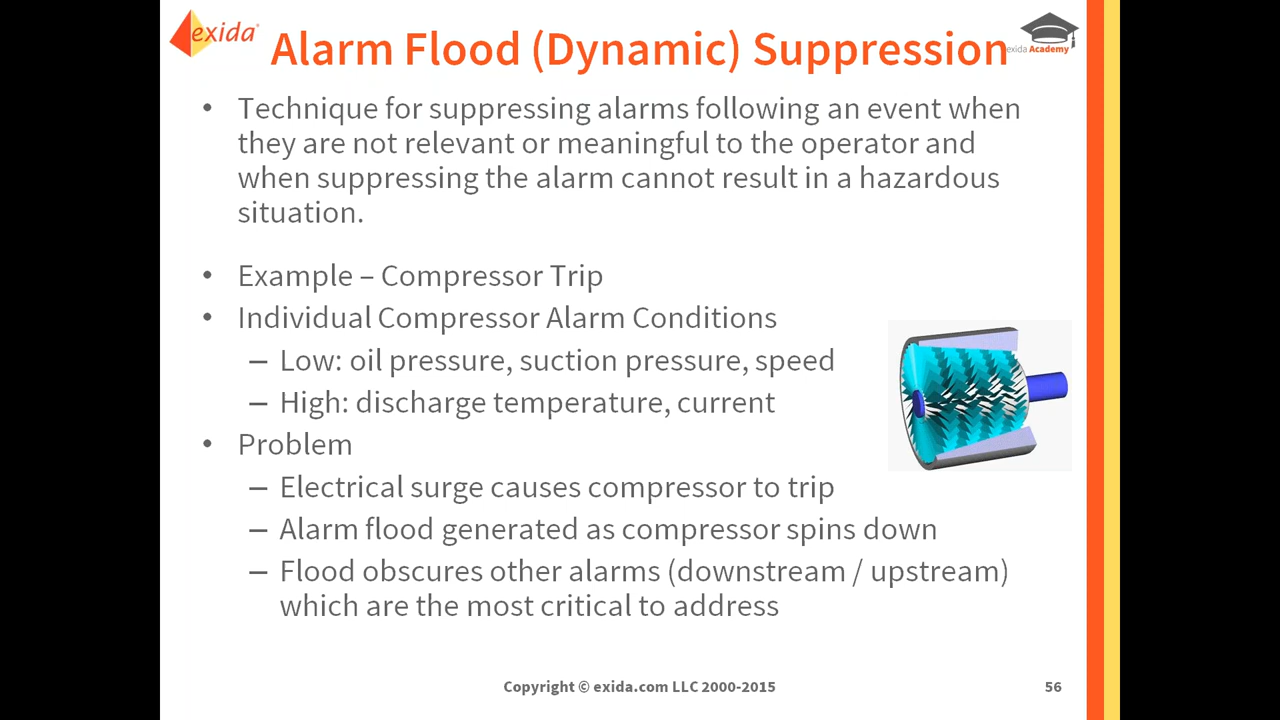 exida
Alarm Flood (Dynamic) Suppression
exida Academy
• Technique for suppressing alarms following an event when
they are not relevant or meaningful to the operator and
when suppressing the alarm cannot result in a hazardous
situation.
• Example – Compressor Trip
• Individual Compressor Alarm Conditions
– Low: oil pressure, suction pressure, speed
– High: discharge temperature, current
• Problem
– Electrical surge causes compressor to trip
– Alarm flood generated as compressor spins down
– Flood obscures other alarms (downstream / upstream)
which are the most critical to address
Copyright © exida.com LLC 2000-2015
56